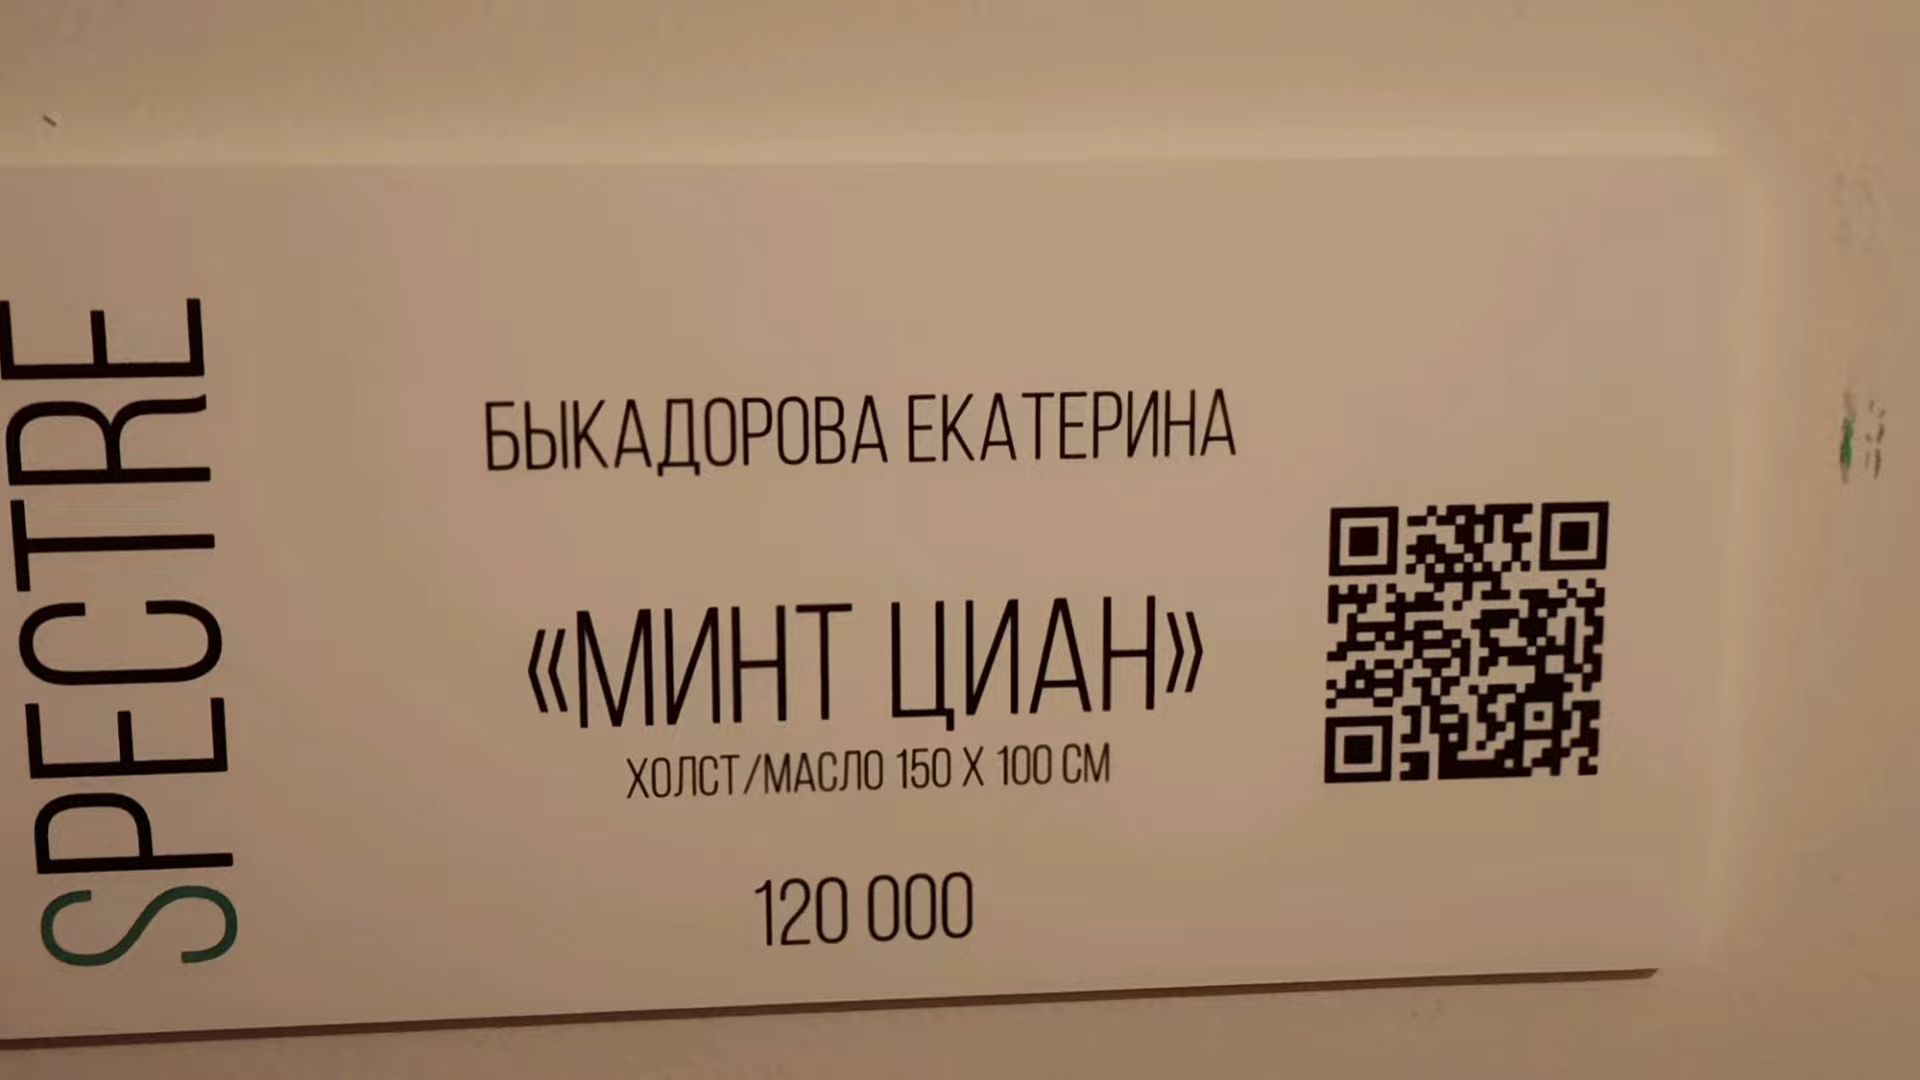 SPECTRE
БЫКАДОРОВА ЕКАТЕРИНА
«МИНТ ЦИАН»
ХОЛСТ/МАСЛО 150 X 100 СМ
120 000